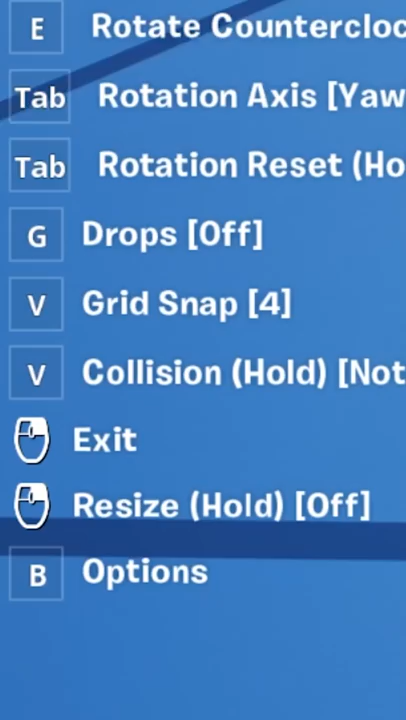 E Rotate Countercloc
Tab Rotation Axis [Yaw
Tab Rotation Reset (Ho
G Drops [Off]
V Grid Snap [4]
V Collision (Hold) [Not
Exit
Resize (Hold) [Off]
B Options